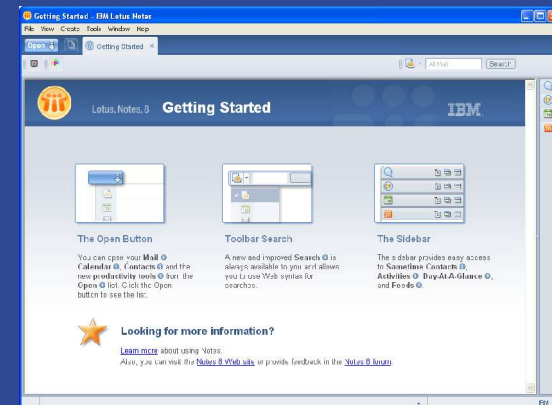 Getting Started - IBM Lotus Notes
File View Create Tools Window Help
Open
Getting Started ×
All Mail
Search
Lotus. Notes. 8 Getting Started
IBM.
The Open Button
You can open your Mail
Calendar, Contacts and the
new productivity tools from the
Open list. Click the Open
button to see the list.
Toolbar Search
A new and improved Search is
always available to you and allows
you to use Web syntax for
searches.
The Sidebar
The sidebar provides easy access
to Sametime Contacts,
Activities, Day-At-A-Glance,
and Feeds.
Looking for more information?
Learn more about using Notes.
Also, you can visit the Notes 8 Web site or provide feedback in the Notes 8 forum.